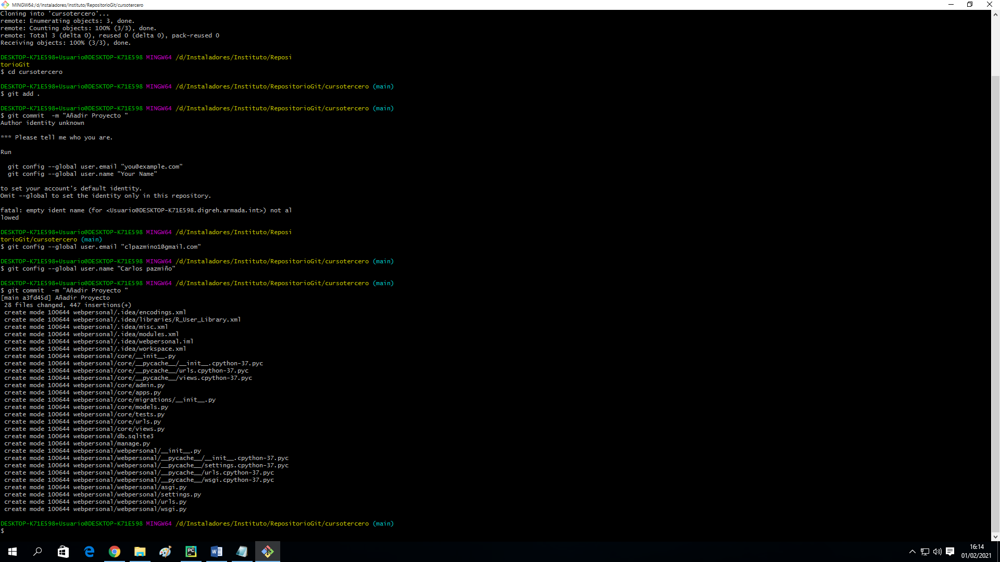 MINGW64:/d/Instaladores/Instituto/RepositorioGit/cursotercero
Cloning into 'cursotercero'...
remote: Enumerating objects: 3, done.
remote: Counting objects: 100% (3/3), done.
remote: Total 3 (delta 0), reused 0 (delta 0), pack-reused 0
Receiving objects: 100% (3/3), done.
DESKTOP-K71E598+Usuario@DESKTOP-K71E598 MINGW64 /d/Instaladores/Instituto/Reposi
torioGit
$ cd cursotercero
DESKTOP-K71E598+Usuario@DESKTOP-K71E598 MINGW64 /d/Instaladores/Instituto/RepositorioGit/cursotercero (main)
$ git add .
DESKTOP-K71E598+Usuario@DESKTOP-K71E598 MINGW64 /d/Instaladores/Instituto/RepositorioGit/cursotercero (main)
$ git commit  -m "Añadir Proyecto "
Author identity unknown
*** Please tell me who you are.
Run
  git config --global user.email "you@example.com"
  git config --global user.name "Your Name"
to set your account's default identity.
Omit --global to set the identity only in this repository.
fatal: empty ident name (for <Usuario@DESKTOP-K71E598.digreh.armada.int>) not al
lowed
DESKTOP-K71E598+Usuario@DESKTOP-K71E598 MINGW64 /d/Instaladores/Instituto/Reposi
torioGit/cursotercero (main)
$ git config --global user.email "clpazmino1@gmail.com"
DESKTOP-K71E598+Usuario@DESKTOP-K71E598 MINGW64 /d/Instaladores/Instituto/RepositorioGit/cursotercero (main)
$ git config --global user.name "Carlos pazmiño"
DESKTOP-K71E598+Usuario@DESKTOP-K71E598 MINGW64 /d/Instaladores/Instituto/RepositorioGit/cursotercero (main)
$ git commit  -m "Añadir Proyecto "
[main a3fd45d] Añadir Proyecto
 28 files changed, 447 insertions(+)
 create mode 100644 webpersonal/.idea/encodings.xml
 create mode 100644 webpersonal/.idea/libraries/R_User_Library.xml
 create mode 100644 webpersonal/.idea/misc.xml
 create mode 100644 webpersonal/.idea/modules.xml
 create mode 100644 webpersonal/.idea/webpersonal.iml
 create mode 100644 webpersonal/.idea/workspace.xml
 create mode 100644 webpersonal/core/__init__.py
 create mode 100644 webpersonal/core/__pycache__/__init__.cpython-37.pyc
 create mode 100644 webpersonal/core/__pycache__/urls.cpython-37.pyc
 create mode 100644 webpersonal/core/__pycache__/views.cpython-37.pyc
 create mode 100644 webpersonal/core/admin.py
 create mode 100644 webpersonal/core/apps.py
 create mode 100644 webpersonal/core/migrations/__init__.py
 create mode 100644 webpersonal/core/models.py
 create mode 100644 webpersonal/core/tests.py
 create mode 100644 webpersonal/core/urls.py
 create mode 100644 webpersonal/core/views.py
 create mode 100644 webpersonal/db.sqlite3
 create mode 100644 webpersonal/manage.py
 create mode 100644 webpersonal/webpersonal/__init__.py
 create mode 100644 webpersonal/webpersonal/__pycache__/__init__.cpython-37.pyc
 create mode 100644 webpersonal/webpersonal/__pycache__/settings.cpython-37.pyc
 create mode 100644 webpersonal/webpersonal/__pycache__/urls.cpython-37.pyc
 create mode 100644 webpersonal/webpersonal/__pycache__/wsgi.cpython-37.pyc
 create mode 100644 webpersonal/webpersonal/asgi.py
 create mode 100644 webpersonal/webpersonal/settings.py
 create mode 100644 webpersonal/webpersonal/urls.py
 create mode 100644 webpersonal/webpersonal/wsgi.py
DESKTOP-K71E598+Usuario@DESKTOP-K71E598 MINGW64 /d/Instaladores/Instituto/RepositorioGit/cursotercero (main)
$
PC
16:14
01/02/2021